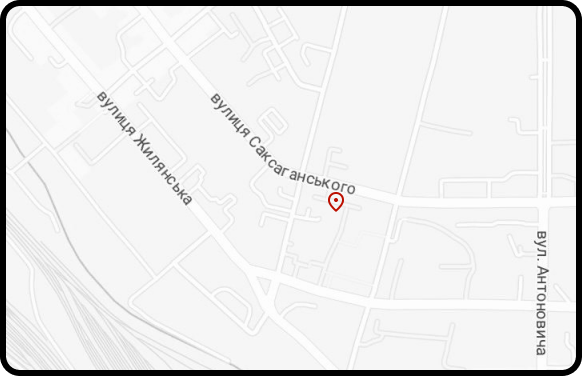 вулиця Жилянська
вулиця Саксаганського
вул. Антоновича